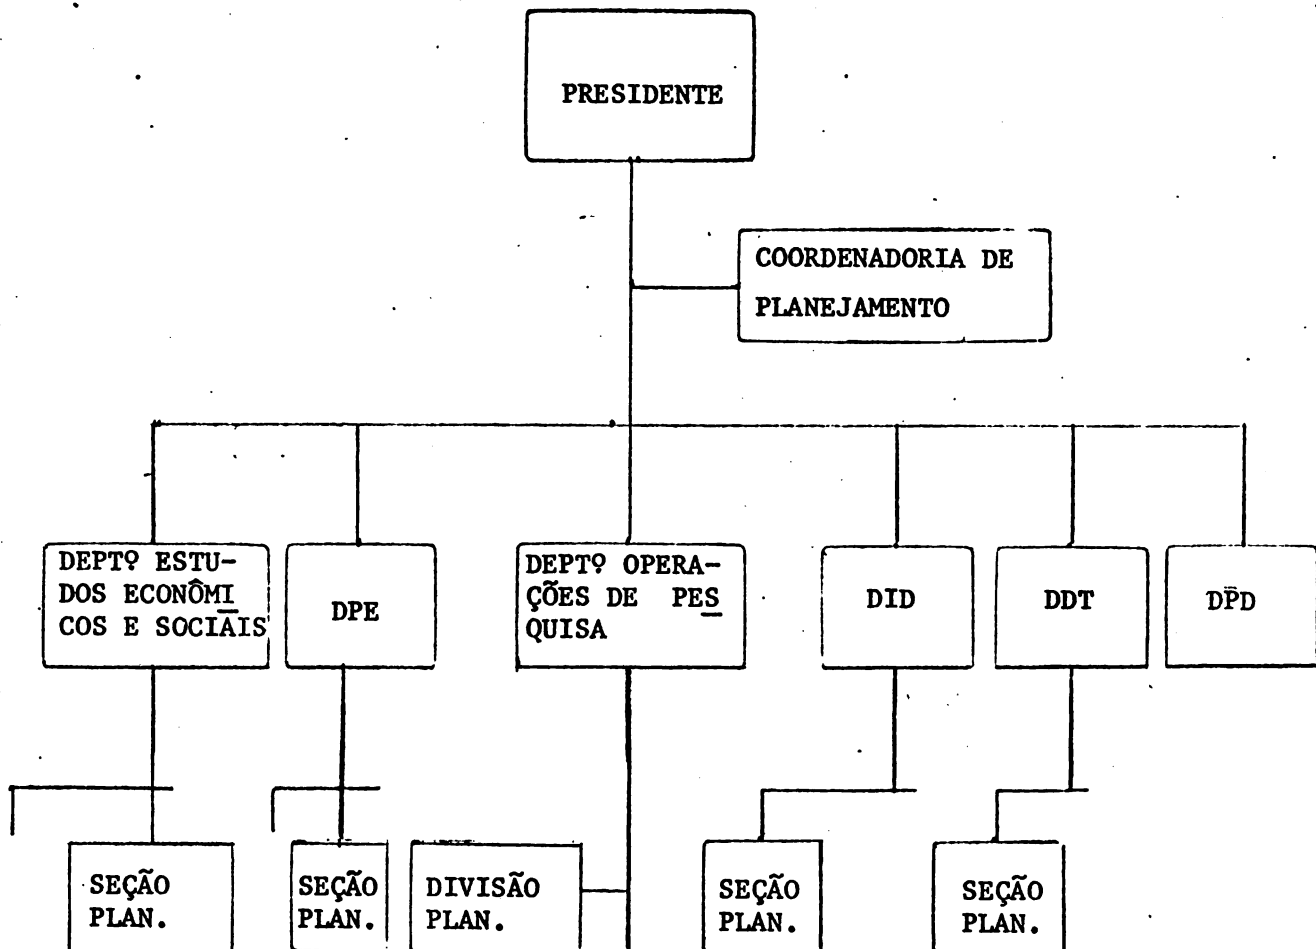 PRESIDENTE
COORDENADORIA DE
PLANEJAMENTO
DEPTº ESTU-
DOS ECONÔMI
COS E SOCIAIS
DPE
DEPTº OPERA-
ÇÕES DE PES
QUISA
DID
DDT
DPD
SEÇÃO
PLAN.
SEÇÃO
PLAN.
DIVISÃO
PLAN.
SEÇÃO
PLAN.
SEÇÃO
PLAN.